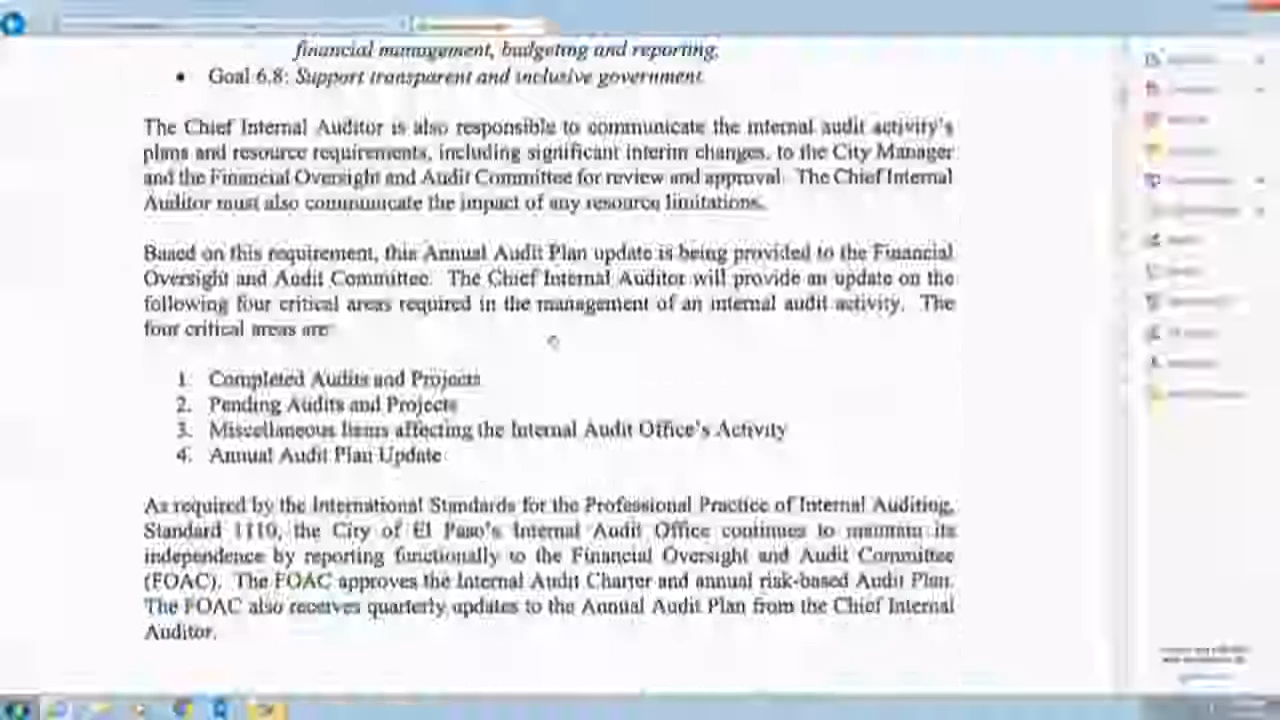 financial management, budgeting and reporting,
• Goal 6.8: Support transparent and inclusive government
The Chief Internal Auditor is also responsible to communicate the internal audit activity's
plans and resource requirements, including significant interim changes, to the City Manager
and the Financial Oversight and Audit Committee for review and approval. The Chief Internal
Auditor must also communicate the impact of any resource limitations.
Based on this requirement, this Annual Audit Plan update is being provided to the Financial
Oversight and Audit Committee. The Chief Internal Auditor will provide an update on the
following four critical areas required in the management of an internal audit activity. The
four critical areas are
1. Completed Audits and Projects
2. Pending Audits and Projects
3. Miscellaneous Items affecting the Internal Audit Office's Activity
4. Annual Audit Plan Update
As required by the International Standards for the Professional Practice of Internal Auditing,
Standard 1110, the City of El Paso's Internal Audit Office continues to maintain its
independence by reporting functionally to the Financial Oversight and Audit Committee
(FOAC). The FOAC approves the Internal Audit Charter and annual risk-based Audit Plan.
The FOAC also receives quarterly updates to the Annual Audit Plan from the Chief Internal
Auditor.